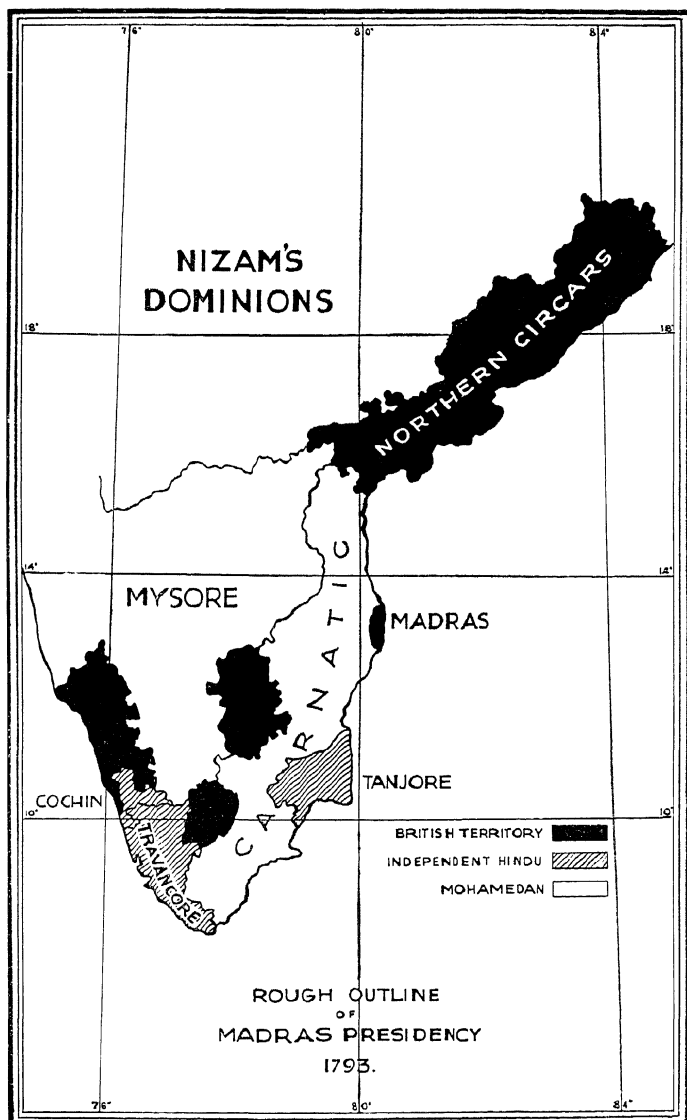 76°
80
84
NIZAM'S
DOMINIONS
NORTHERN CIRCARS
18°
18°
14°
14°
MYSORE
CARNATIC
MADRAS
TANJORE
COCHIN
10°
10°
TRAVANCORE
BRITISH TERRITORY
INDEPENDENT HINDU
MOHAMEDAN
ROUGH OUTLINE
OF
MADRAS PRESIDENCY
1793.
76°
80°
84°